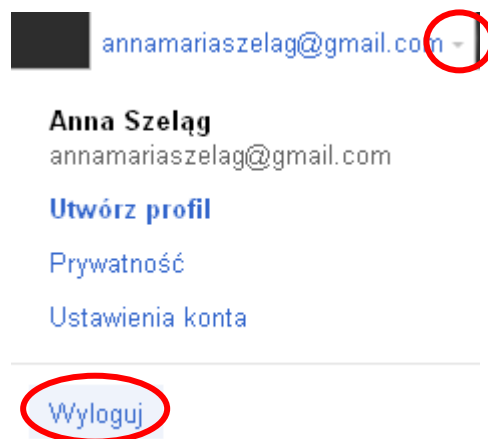 annamariaszelag@gmail.com
Anna Szeląg
annamariaszelag@gmail.com
Utwórz profil
Prywatność
Ustawienia konta
Wyloguj